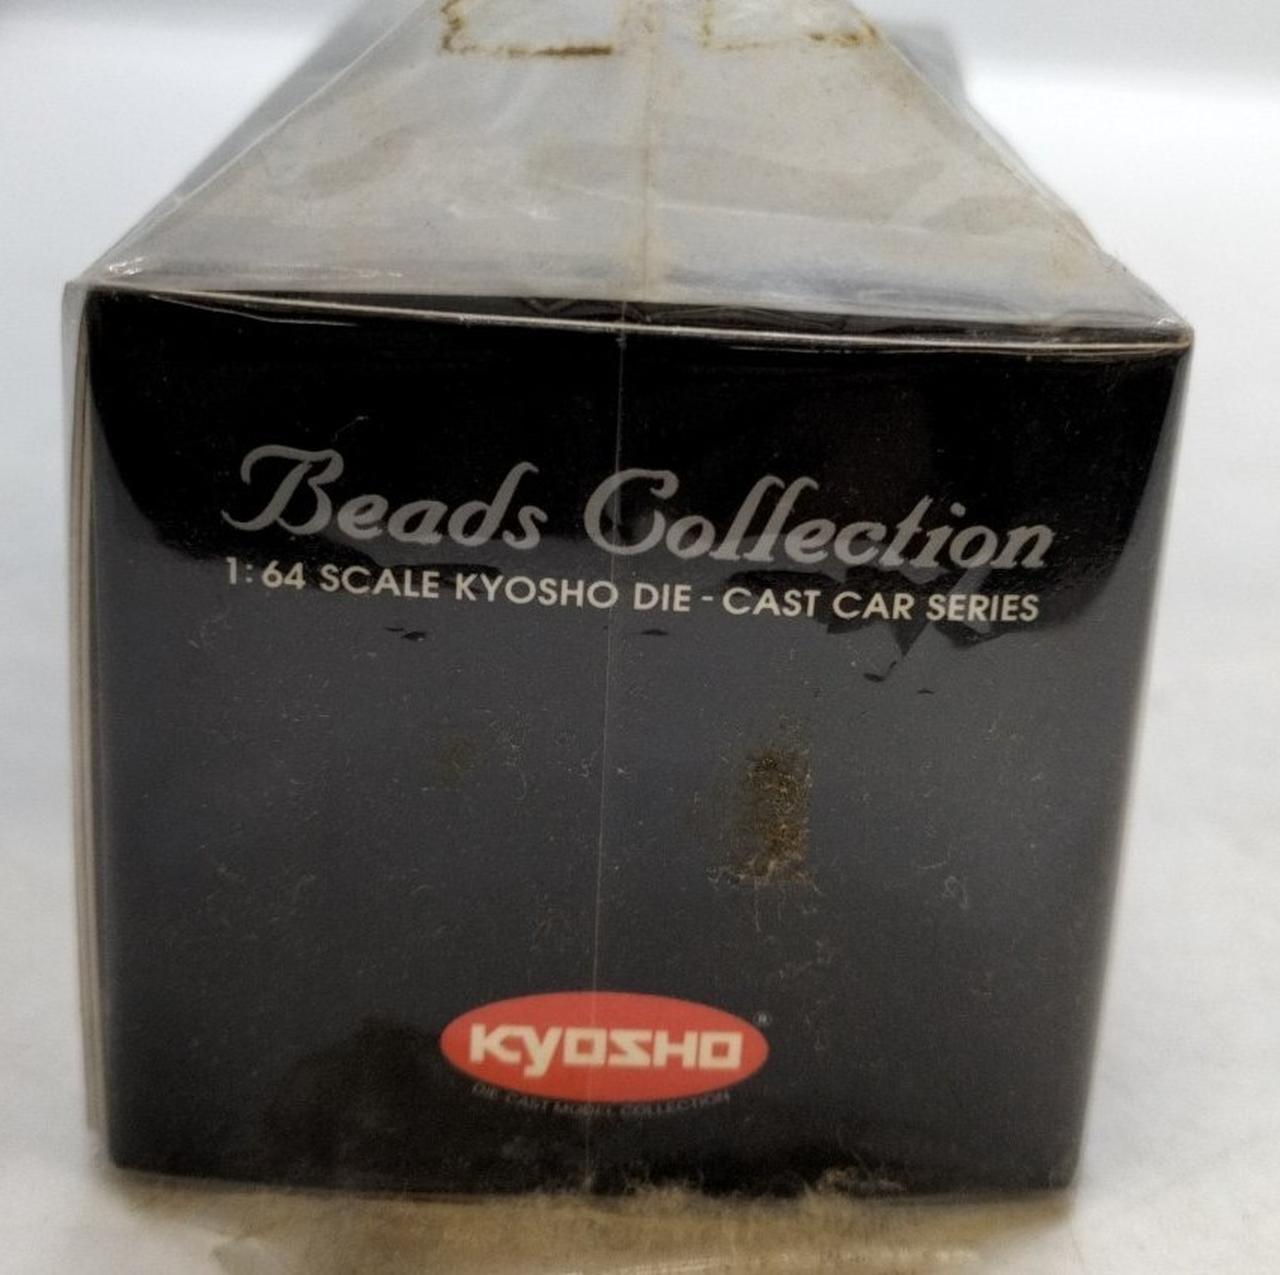 Beads Collection
1:64 SCALE KYOSHO DIE-CAST CAR SERIES
KYOSHO
®
DIE-CAST MODEL COLLECTION